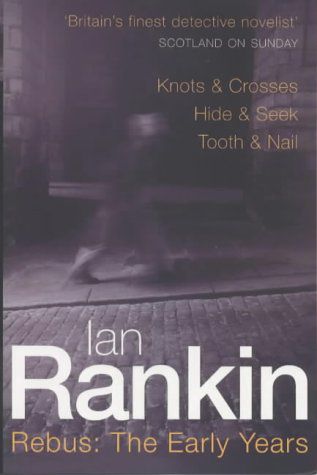 'Britain's finest detective novelist'
SCOTLAND ON SUNDAY
Knots & Crosses
Hide & Seek
Tooth & Nail
Ian
Rankin
Rebus: The Early Years